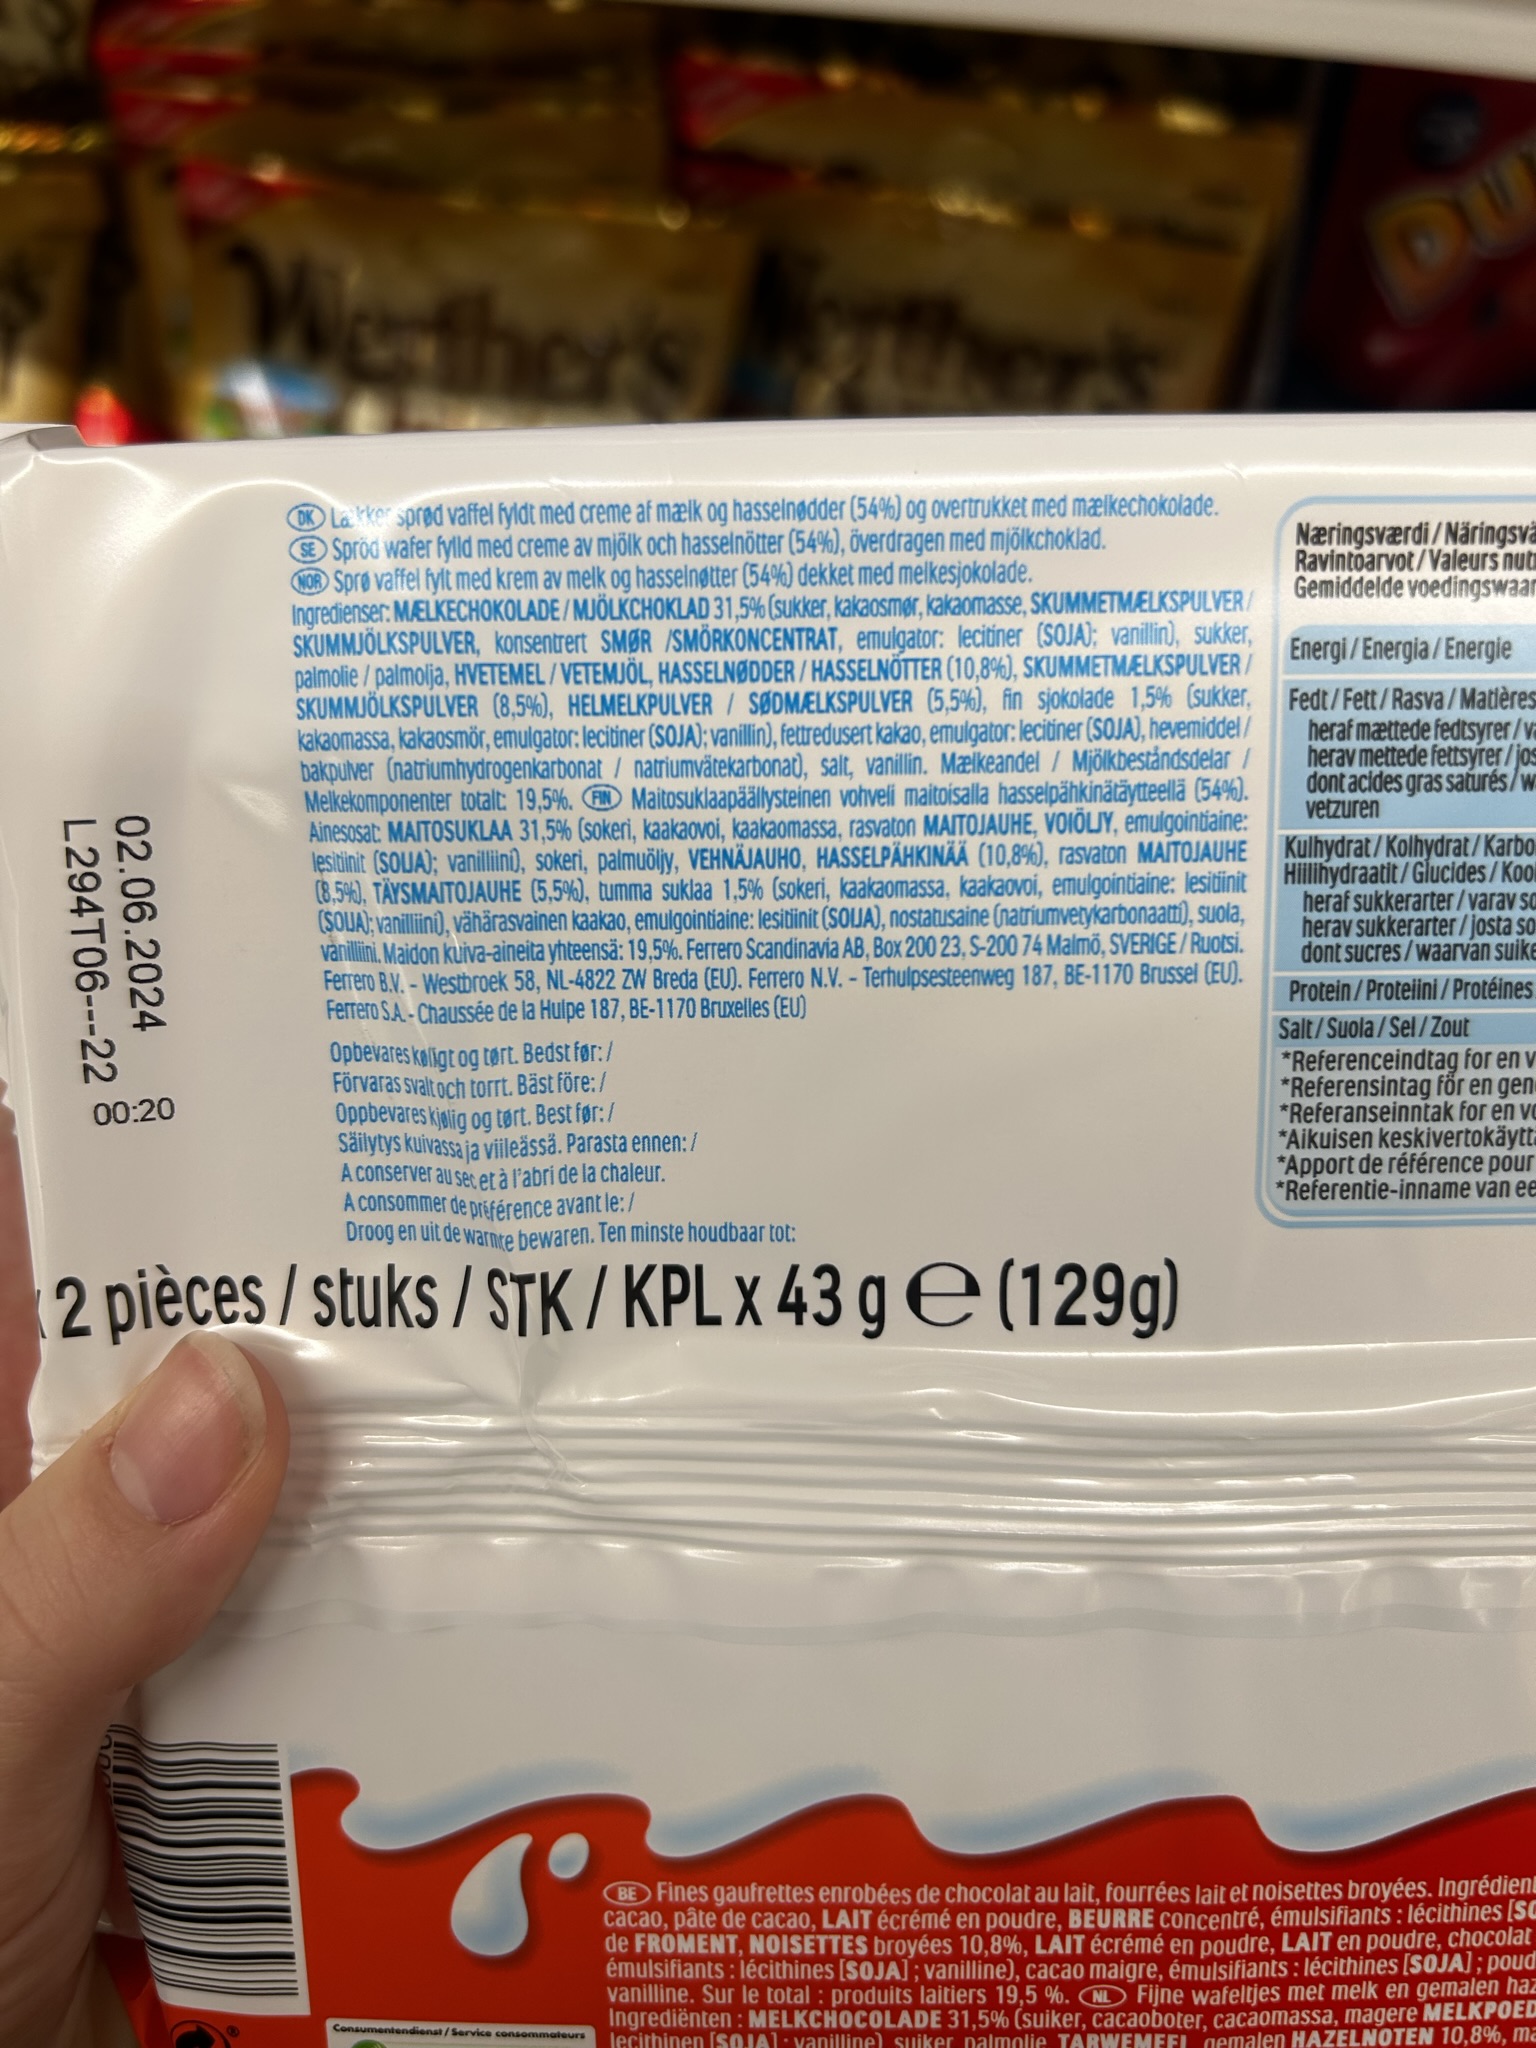 Werther's
Werther's
DK Lækker sprød vaffel fyldt med creme af mælk og hasselnødder (54%) og overtrukket med mælkechokolade.
SE Spröd wafer fylld med creme av mjölk och hasselnötter (54%), överdragen med mjölkchoklad.
NOR Sprø vaffel fylt med krem av melk og hasselnøtter (54%) dekket med melkesjokolade.
Ingredienser: MÆLKECHOKOLADE / MJÖLKCHOKLAD 31,5% (sukker, kakaosmør, kakaomasse, SKUMMETMÆLKSPULVER /
SKUMMJÖLKSPULVER, konsentrert SMØR /SMÖRKONCENTRAT, emulgator: lecitiner (SOJA); vanillin), sukker,
palmolie / palmolja, HVETEMEL / VETEMJÖL, HASSELNØDDER / HASSELNÖTTER (10,8%), SKUMMETMÆLKSPULVER /
SKUMMJÖLKSPULVER (8,5%), HELMELKPULVER / SØDMÆLKSPULVER (5,5%), fin sjokolade 1,5% (sukker,
kakaomassa, kakaosmör, emulgator: lecitiner (SOJA); vanillin), fettredusert kakao, emulgator: lecitiner (SOJA), hevemiddel /
bakpulver (natriumhydrogenkarbonat / natriumvätekarbonat), salt, vanillin. Mælkeandel / Mjölkbeståndsdelar /
Melkekomponenter totalt: 19,5%. FIN Maitosuklaapäällysteinen vohveli maitoisalla hasselpähkinätäytteellä (54%).
Ainesosat: MAITOSUKLAA 31,5% (sokeri, kaakaovoi, kaakaomassa, rasvaton MAITOJAUHE, VOIÖLJY, emulgointiaine:
lesitiinit (SOIJA); vanilliini), sokeri, palmuöljy, VEHNÄJAUHO, HASSELPÄHKINÄÄ (10,8%), rasvaton MAITOJAUHE
(8,5%), TÄYSMAITOJAUHE (5,5%), tumma suklaa 1,5% (sokeri, kaakaomassa, kaakaovoi, emulgointiaine: lesitiinit
(SOIJA); vanilliini), vähärasvainen kaakao, emulgointiaine: lesitiinit (SOIJA), nostatusaine (natriumvetykarbonaatti), suola,
vanilliini. Maidon kuiva-aineita yhteensä: 19,5%. Ferrero Scandinavia AB, Box 200 23, S-200 74 Malmö, SVERIGE / Ruotsi.
Ferrero B.V. - Westbroek 58, NL-4822 ZW Breda (EU). Ferrero N.V. - Terhulpsesteenweg 187, BE-1170 Brussel (EU).
Ferrero S.A. - Chaussée de la Hulpe 187, BE-1170 Bruxelles (EU)
Opbevares køligt og tørt. Bedst før: /
Förvaras svalt och torrt. Bäst före: /
Oppbevares kjølig og tørt. Best før: /
Säilytys kuivassa ja viileässä. Parasta ennen: /
A conserver au sec et à l'abri de la chaleur.
A consommer de préférence avant le: /
Droog en uit de warmte bewaren. Ten minste houdbaar tot:
02.06.2024
L294T06---22
00:20
2 pièces / stuks / STK / KPL x 43 g e (129g)
Næringsværdi /
Ravintoarvot / Valeurs
Gemiddelde
Energi / Energia / Energie
Fedt / Fett / Rasva / Matières
heraf mættede fedtsyrer /
herav mettede fettsyrer /
dont acides gras saturés /
vetzuren
Kulhydrat / Kolhydrat /
Hiilihydraatit / Glucides /
heraf sukkerarter / varav
herav sukkerarter / josta
dont sucres / waarvan
Protein / Proteiini / Protéines
Salt / Suola / Sel / Zout
*Referenceindtag for en
*Referensintag för en
*Referanseinntak for en
*Aikuisen
*Apport de référence pour
*Referentie-inname van
BE Fines gaufrettes enrobées de chocolat au lait, fourrées lait et noisettes broyées.
cacao, pâte de cacao, LAIT écrémé en poudre, BEURRE concentré, émulsifiants : lécithines
de FROMENT, NOISETTES broyées 10,8%, LAIT écrémé en poudre, LAIT en poudre, chocolat
émulsifiants : lécithines [SOJA] ; vanilline), cacao maigre, émulsifiants : lécithines [SOJA] ;
vanilline. Sur le total : produits laitiers 19,5 %. NL Fijne wafeltjes met melk en gemalen
Ingrediënten : MELKCHOCOLADE 31,5% (suiker, cacaoboter, cacaomassa, magere
lecithinen [SOJA] ; vanilline), suiker, palmolie, TARWEMEEL, gemalen HAZELNOTEN 10,8%,
Consumentendienst / Service consommateurs